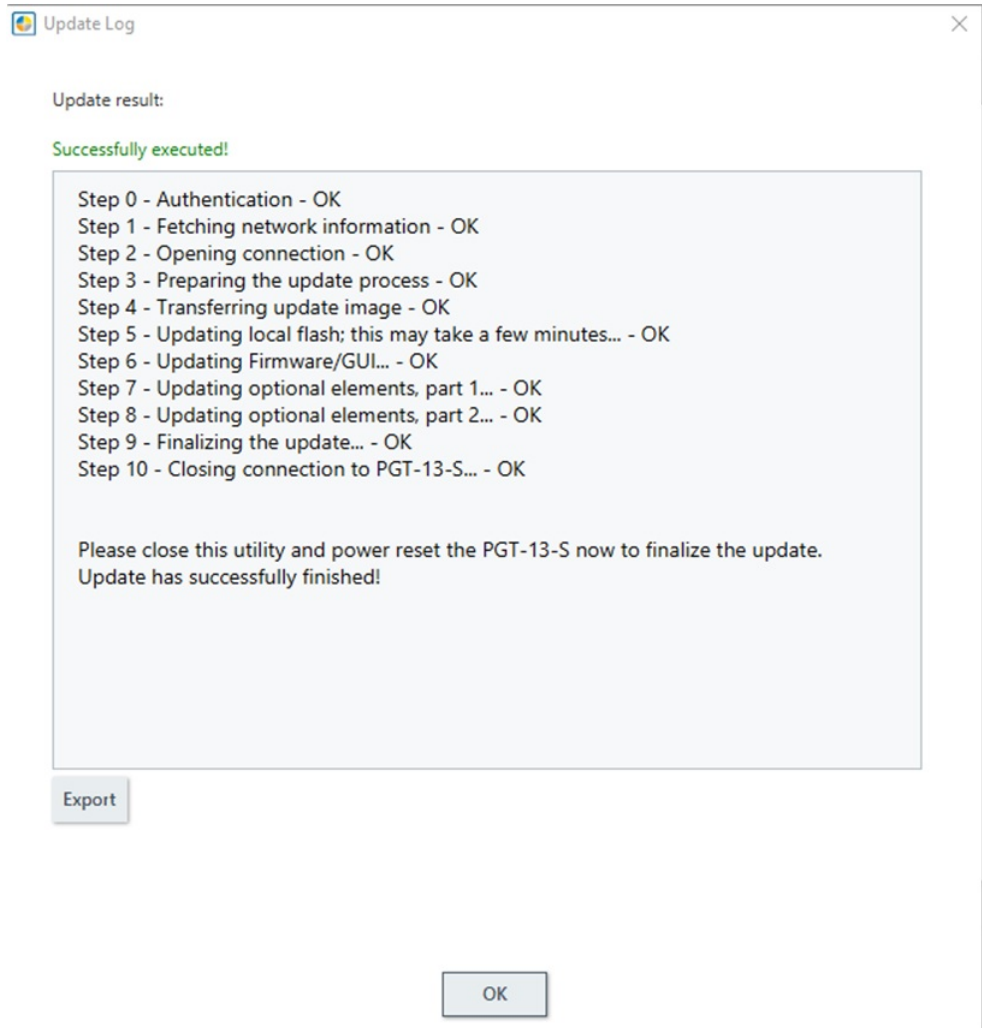 Update Log
Update result:
Successfully executed!
Step 0 - Authentication - OK
Step 1 - Fetching network information - OK
Step 2 - Opening connection - OK
Step 3 - Preparing the update process - OK
Step 4 - Transferring update image - OK
Step 5 - Updating local flash; this may take a few minutes... - OK
Step 6 - Updating Firmware/GUI... - OK
Step 7 - Updating optional elements, part 1... - OK
Step 8 - Updating optional elements, part 2... - OK
Step 9 - Finalizing the update... - OK
Step 10 - Closing connection to PGT-13-S... - OK
Please close this utility and power reset the PGT-13-S now to finalize the update.
Update has successfully finished!
Export
OK